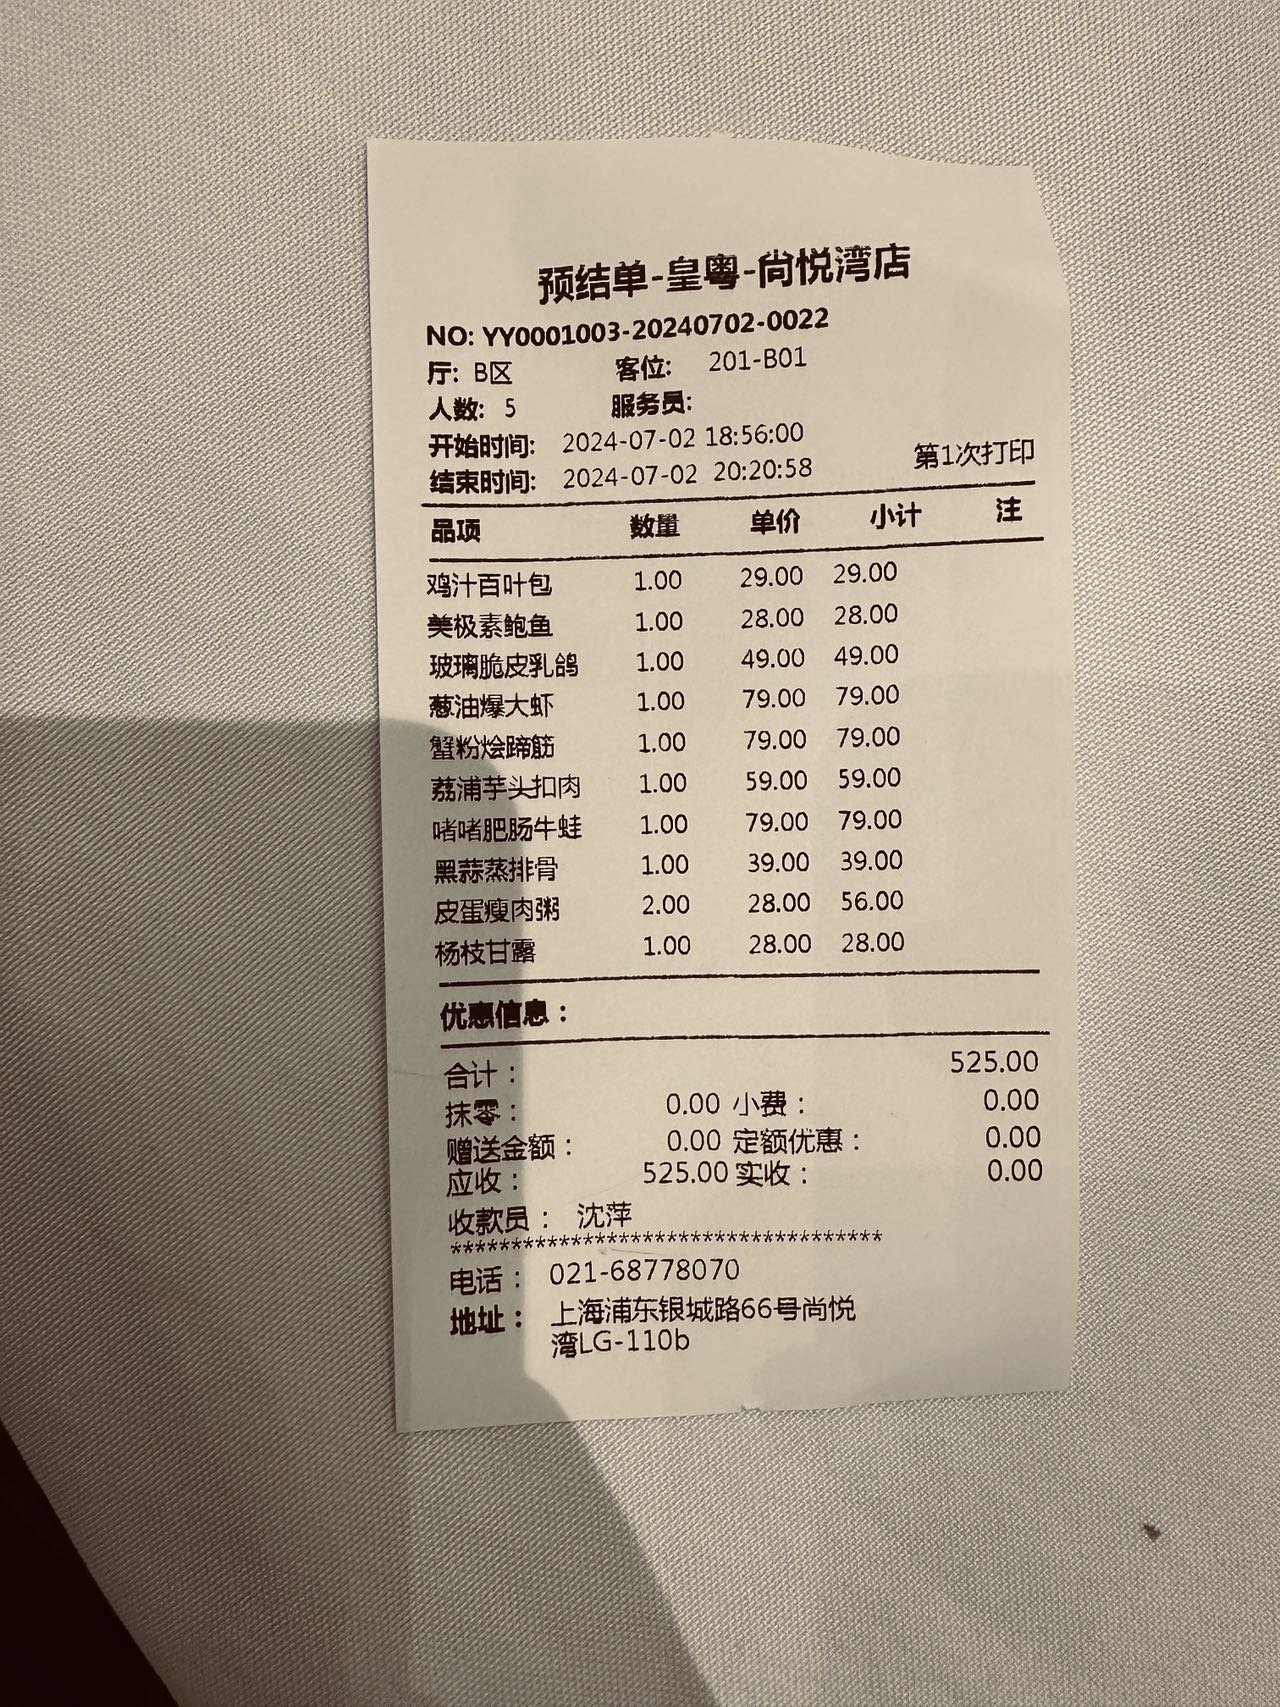 预结单-皇粤-尚悦湾店
NO: YY0001003-20240702-0022
厅: B区 客位: 201-B01
人数: 5 服务员:
开始时间: 2024-07-02 18:56:00
结束时间: 2024-07-02 20:20:58 第1次打印
品项 数量 单价 小计 注
鸡汁百叶包 1.00 29.00 29.00
美极素鲍鱼 1.00 28.00 28.00
玻璃脆皮乳鸽 1.00 49.00 49.00
葱油爆大虾 1.00 79.00 79.00
蟹粉烩蹄筋 1.00 79.00 79.00
荔浦芋头扣肉 1.00 59.00 59.00
啫啫肥肠牛蛙 1.00 79.00 79.00
黑蒜蒸排骨 1.00 39.00 39.00
皮蛋瘦肉粥 2.00 28.00 56.00
杨枝甘露 1.00 28.00 28.00
优惠信息：
合计： 525.00
抹零： 0.00 小费： 0.00
赠送金额： 0.00 定额优惠： 0.00
应收： 525.00 实收： 0.00
收款员： 沈萍
***********************************
电话： 021-68778070
地址： 上海浦东银城路66号尚悦
湾LG-110b